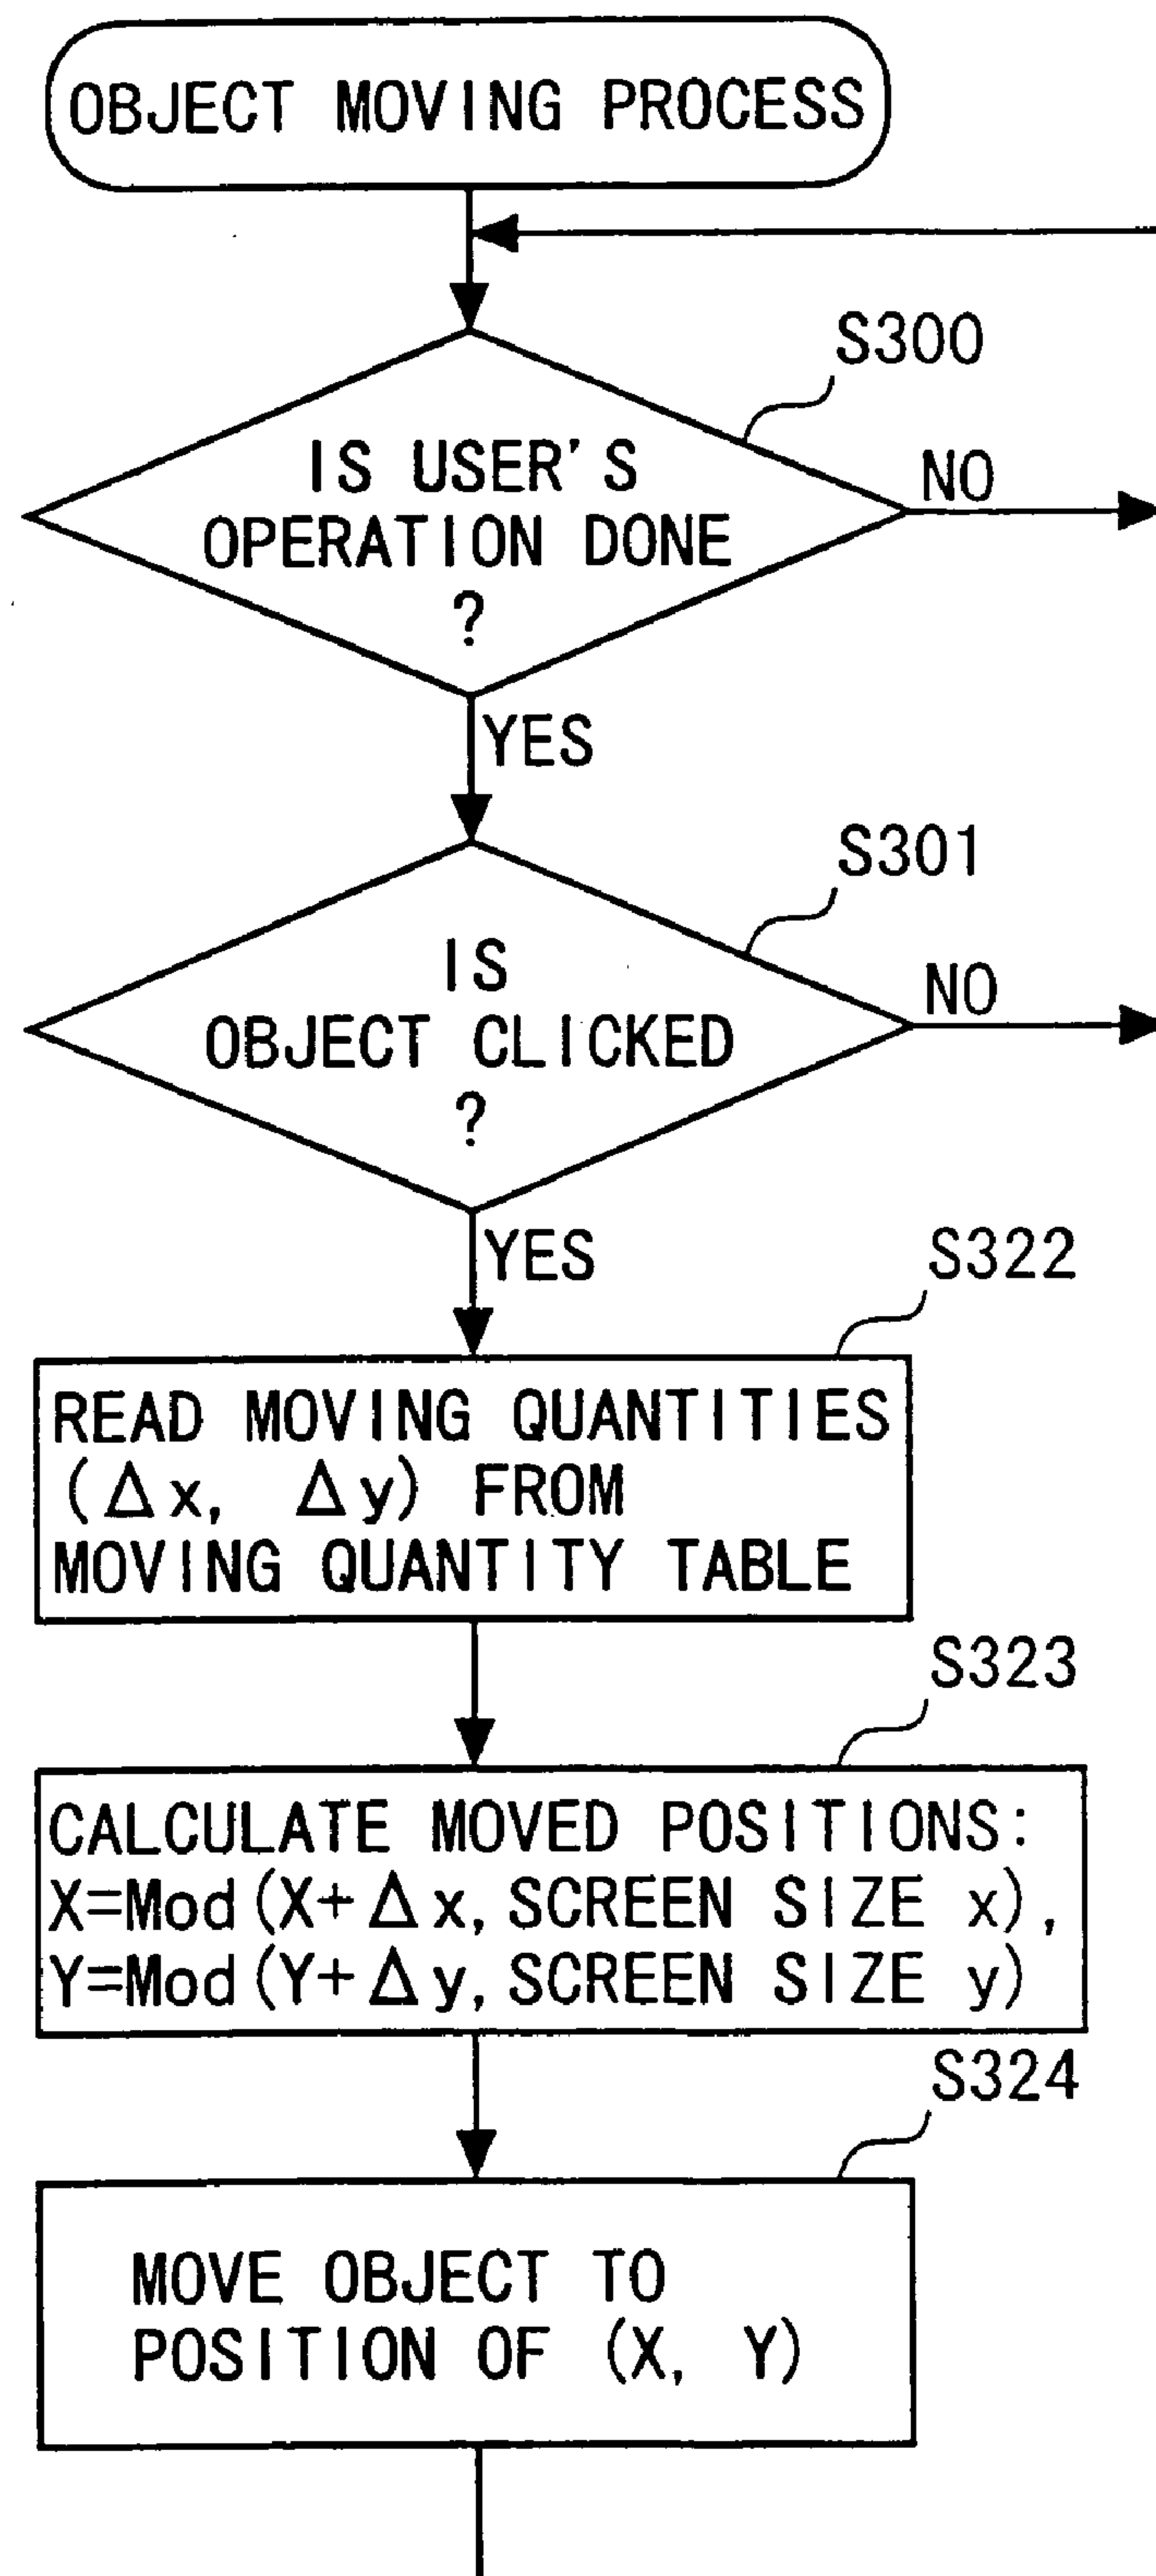 OBJECT MOVING PROCESS
S300
IS USER'S
OPERATION DONE
?
NO
YES
S301
IS
OBJECT CLICKED
?
NO
YES
S322
READ MOVING QUANTITIES
(Δx, Δy) FROM
MOVING QUANTITY TABLE
S323
CALCULATE MOVED POSITIONS:
X=Mod(X+Δx, SCREEN SIZE x),
Y=Mod(Y+Δy, SCREEN SIZE y)
S324
MOVE OBJECT TO
POSITION OF (X, Y)